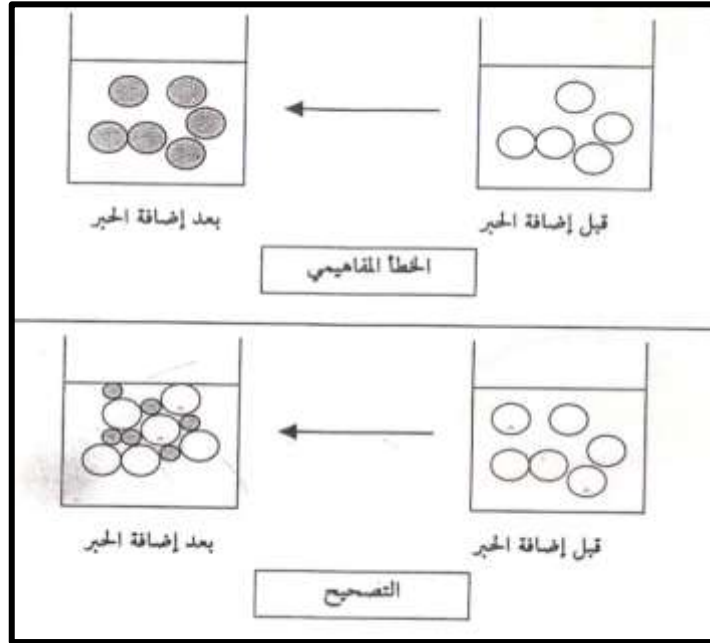 قبل إضافة الحبر
بعد إضافة الحبر
الخطأ المفاهيمي
قبل إضافة الحبر
بعد إضافة الحبر
التصحيح